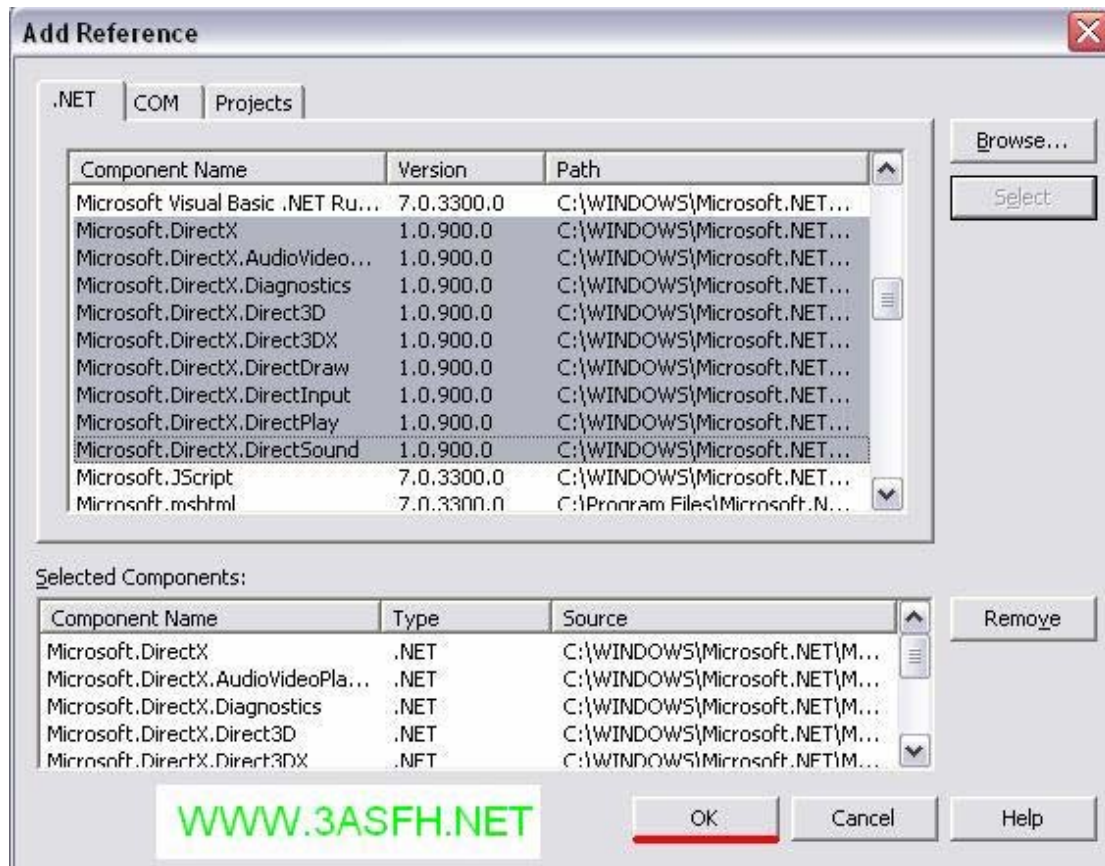 Add Reference
.NET COM Projects
Browse...
Select
Component Name Version Path
Microsoft Visual Basic .NET Ru... 7.0.3300.0 C:\WINDOWS\Microsoft.NET...
Microsoft.DirectX 1.0.900.0 C:\WINDOWS\Microsoft.NET...
Microsoft.DirectX.AudioVideo... 1.0.900.0 C:\WINDOWS\Microsoft.NET...
Microsoft.DirectX.Diagnostics 1.0.900.0 C:\WINDOWS\Microsoft.NET...
Microsoft.DirectX.Direct3D 1.0.900.0 C:\WINDOWS\Microsoft.NET...
Microsoft.DirectX.Direct3DX 1.0.900.0 C:\WINDOWS\Microsoft.NET...
Microsoft.DirectX.DirectDraw 1.0.900.0 C:\WINDOWS\Microsoft.NET...
Microsoft.DirectX.DirectInput 1.0.900.0 C:\WINDOWS\Microsoft.NET...
Microsoft.DirectX.DirectPlay 1.0.900.0 C:\WINDOWS\Microsoft.NET...
Microsoft.DirectX.DirectSound 1.0.900.0 C:\WINDOWS\Microsoft.NET...
Microsoft.JScript 7.0.3300.0 C:\WINDOWS\Microsoft.NET...
Microsoft.mshtml 7.0.3300.0 C:\Program Files\Microsoft.N...
Selected Components:
Component Name Type Source
Remove
Microsoft.DirectX .NET C:\WINDOWS\Microsoft.NET\M...
Microsoft.DirectX.AudioVideoPla... .NET C:\WINDOWS\Microsoft.NET\M...
Microsoft.DirectX.Diagnostics .NET C:\WINDOWS\Microsoft.NET\M...
Microsoft.DirectX.Direct3D .NET C:\WINDOWS\Microsoft.NET\M...
Microsoft.DirectX.Direct3DX .NET C:\WINDOWS\Microsoft.NET\M...
WWW.3ASFH.NET
OK Cancel Help